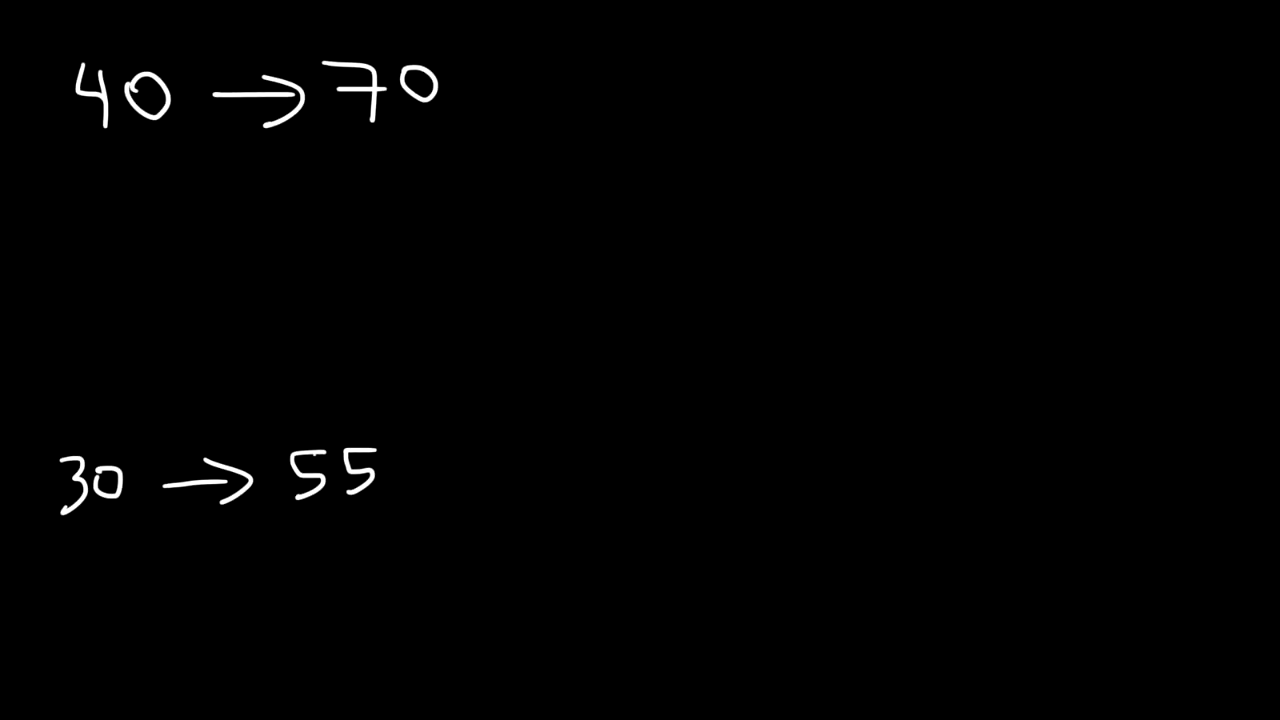 40 → 70
30 → 55